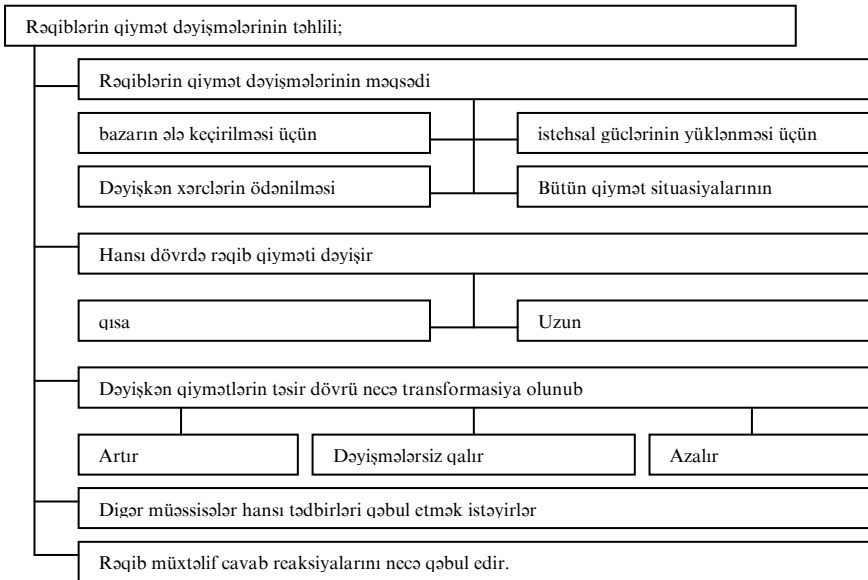 Rəqiblərin qiymət dəyişmələrinin təhlili;
Rəqiblərin qiymət dəyişmələrinin məqsədi
bazarın ələ keçirilməsi üçün
istehsal güclərinin yüklənməsi üçün
Dəyişkən xərclərin ödənilməsi
Bütün qiymət situasiyalarının
Hansı dövrdə rəqib qiyməti dəyişir
qısa
Uzun
Dəyişkən qiymətlərin təsir dövrü necə transformasiya olunub
Artır
Dəyişmələrsiz qalır
Azalır
Digər müəssisələr hansı tədbirləri qəbul etmək istəyirlər
Rəqib müxtəlif cavab reaksiyalarını necə qəbul edir.